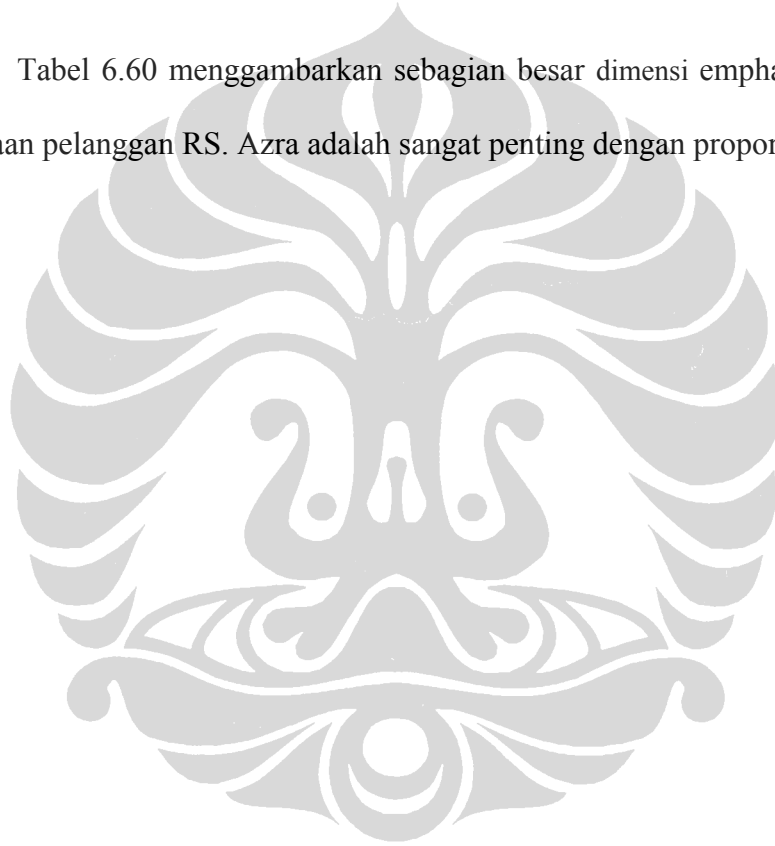 Tabel 6.60 menggambarkan sebagian besar dimensi empha
an pelanggan RS. Azra adalah sangat penting dengan propor